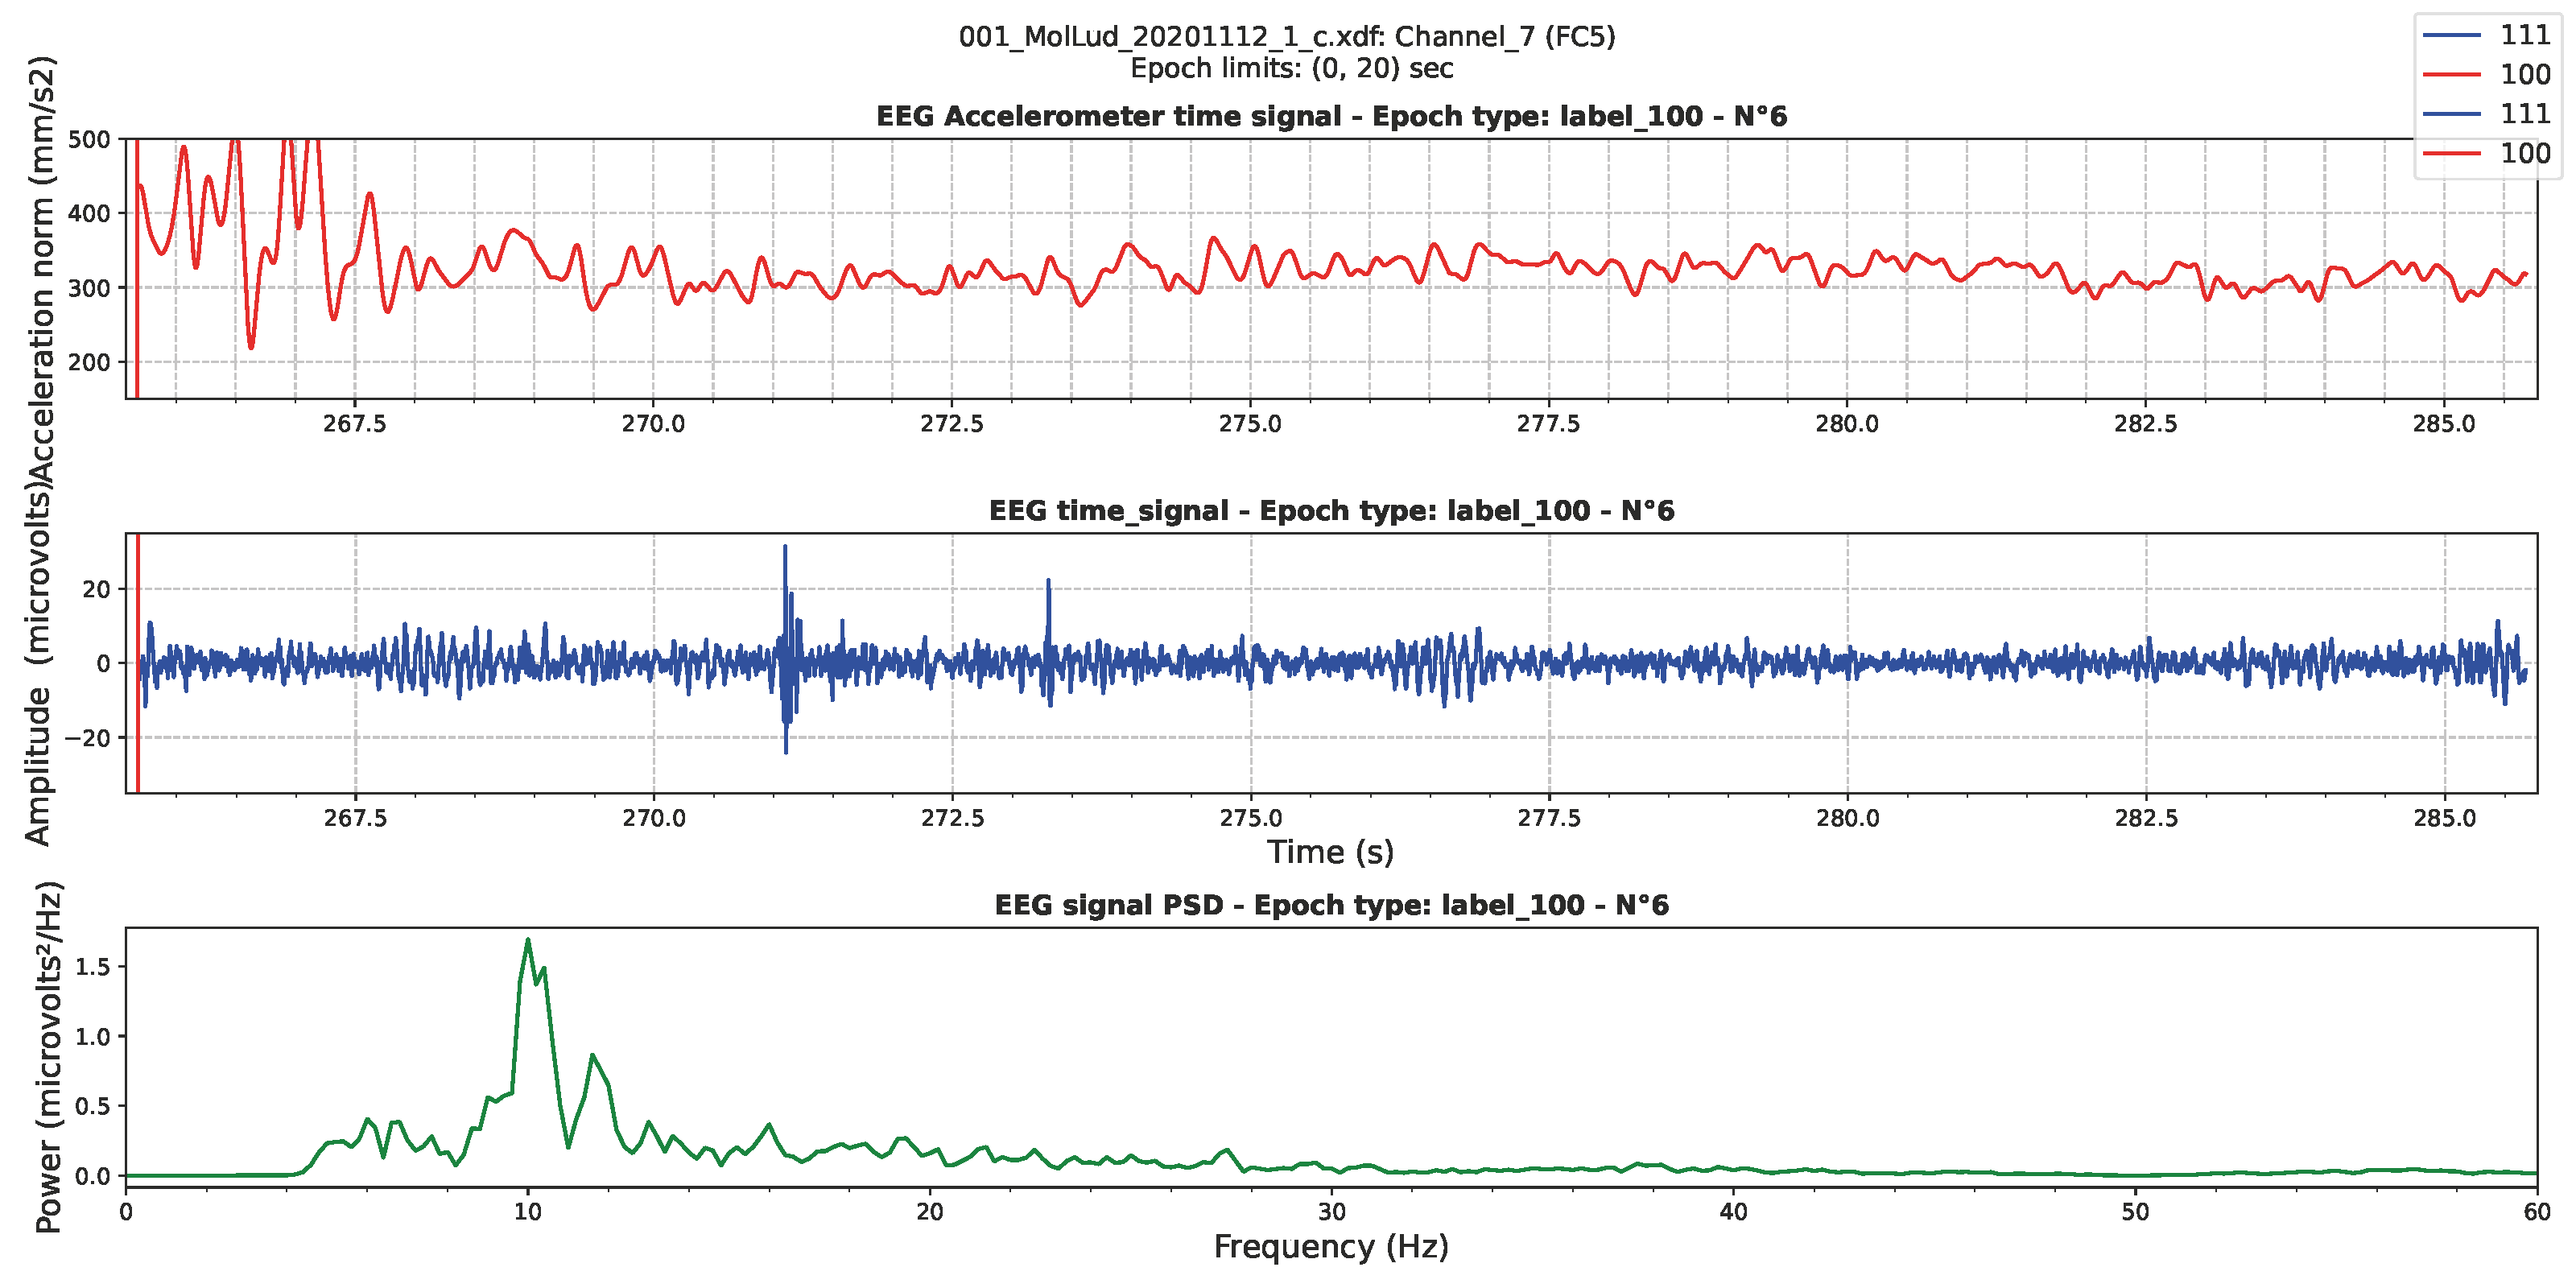 001_MolLud_20201112_1_c.xdf: Channel_7 (FC5)
Epoch limits: (0, 20) sec
111
100
111
100
EEG Accelerometer time signal - Epoch type: label_100 - N°6
Acceleration norm (mm/s2)
500
400
300
200
267.5 270.0 272.5 275.0 277.5 280.0 282.5 285.0
EEG time_signal - Epoch type: label_100 - N°6
Amplitude (microvolts)
20
0
−20
267.5 270.0 272.5 275.0 277.5 280.0 282.5 285.0
Time (s)
EEG signal PSD - Epoch type: label_100 - N°6
Power (microvolts²/Hz)
1.5
1.0
0.5
0.0
0 10 20 30 40 50 60
Frequency (Hz)